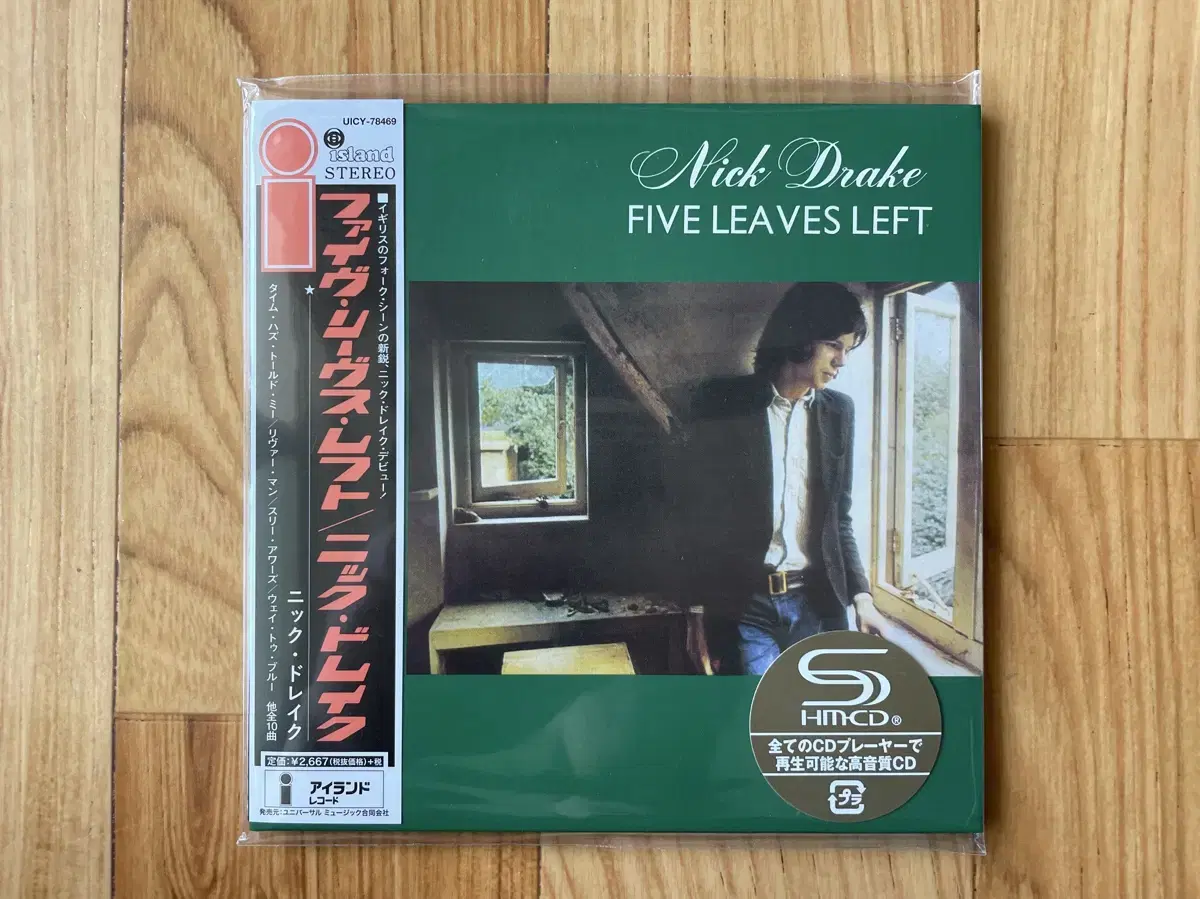 UICY-78469
island
STEREO
■イギリスのフォーク・シーンの新鋭、ニック・ドレイク・デビュー!
ファイヴ・リーヴス・レフト/ニック・ドレイク
★
ニック・ドレイク
タイム・ハズ・トールド・ミー/リヴァー・マン/スリー・アワーズ/ウェイ・トゥ・ブルー 他全10曲
定価:¥2,667(税抜価格)+税
i アイランド
レコード
発売元:ユニバーサル ミュージック合同会社
Nick Drake
FIVE LEAVES LEFT
SHM-CD®
全てのCDプレーヤーで
再生可能な高音質CD
プラ